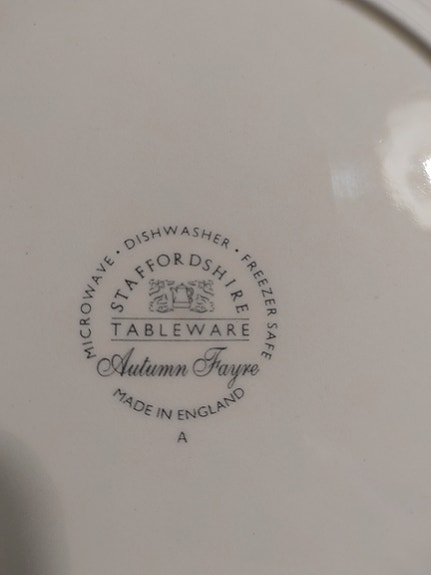 MICROWAVE · DISHWASHER · FREEZER SAFE
STAFFORDSHIRE
TABLEWARE
Autumn Fayre
MADE IN ENGLAND
A